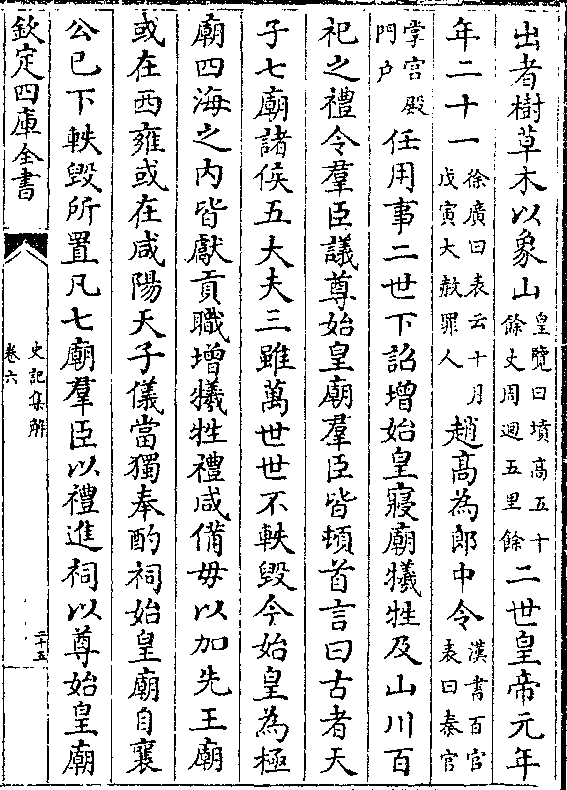 出者樹草木以象山皇覽曰墳髙五十餘丈周迴五里餘二世皇帝元年
年二十一徐廣曰表云十月戊寅大赦罪人趙髙為郎中令漢書百官表曰秦官
掌宫殿門户任用事二世下詔増始皇寢廟犧牲及山川百
祀之禮令羣臣議尊始皇廟羣臣皆頓首言曰古者天
子七廟諸侯五大夫三雖萬世世不軼毀今始皇為極
廟四海之内皆獻貢職増犧牲禮咸備毋以加先王廟
或在西雍或在咸陽天子儀當獨奉酌祠始皇廟自襄
公已下軼毀所置凡七廟羣臣以禮進祠以尊始皇廟
欽定四庫全書
史記集解
卷六
二十五